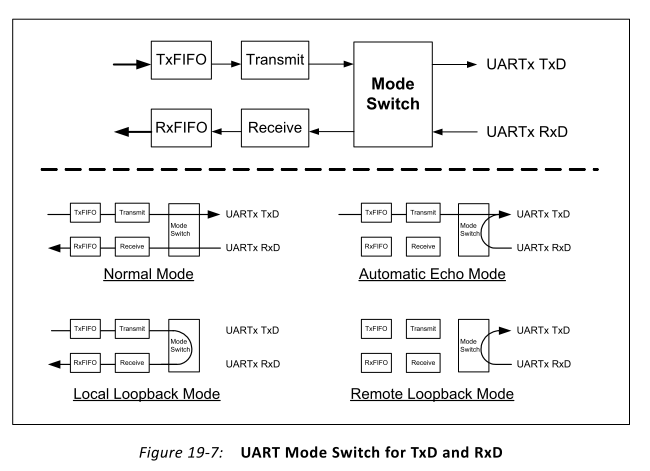 TxFIFO Transmit Mode Switch UARTx TxD
RxFIFO Receive UARTx RxD
TxFIFO Transmit Mode Switch UARTx TxD
RxFIFO Receive UARTx RxD
Normal Mode
TxFIFO Transmit Mode Switch UARTx TxD
RxFIFO Receive UARTx RxD
Automatic Echo Mode
TxFIFO Transmit Mode Switch UARTx TxD
RxFIFO Receive UARTx RxD
Local Loopback Mode
TxFIFO Transmit Mode Switch UARTx TxD
RxFIFO Receive UARTx RxD
Remote Loopback Mode
Figure 19-7: UART Mode Switch for TxD and RxD